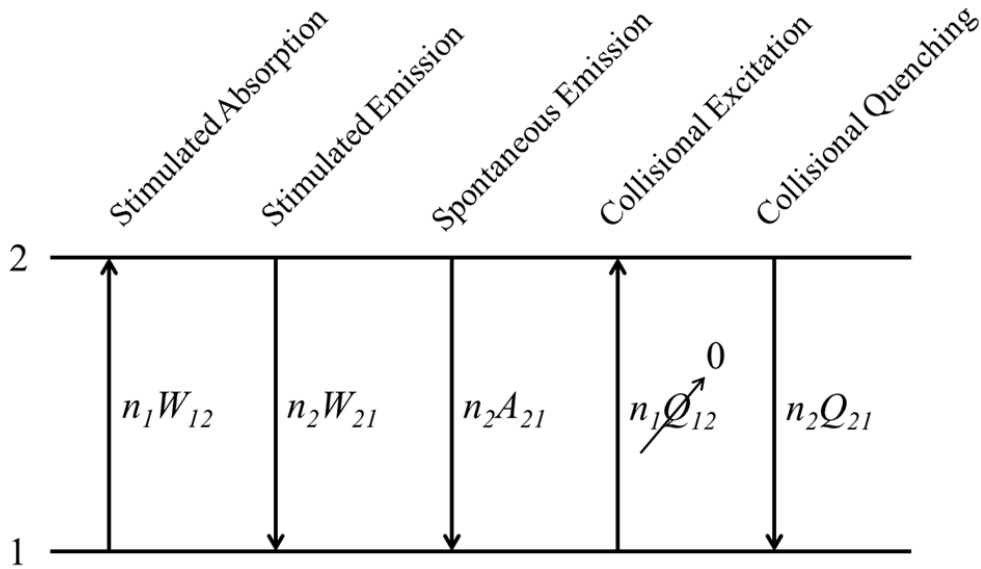 Stimulated Absorption
Stimulated Emission
Spontaneous Emission
Collisional Excitation
Collisional Quenching
2
0
n₁W₁₂
n₂W₂₁
n₂A₂₁
n₁Q₁₂
n₂Q₂₁
1